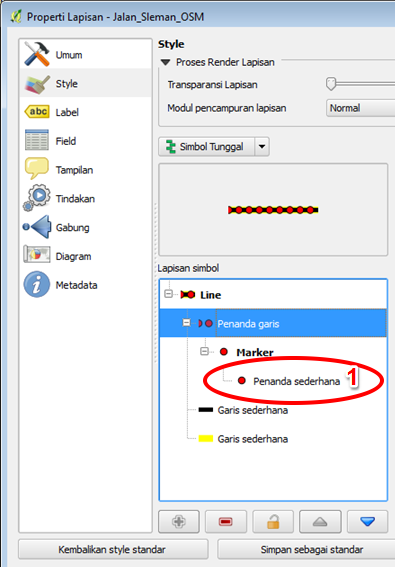 Properti Lapisan - Jalan_Sleman_OSM
Umum
Style
abc Label
Field
Tampilan
Tindakan
Gabung
Diagram
Metadata
Style
Proses Render Lapisan
Transparansi Lapisan
Modul pencampuran lapisan Normal
Simbol Tunggal
Lapisan simbol
Line
Penanda garis
Marker
Penanda sederhana 1
Garis sederhana
Garis sederhana
Kembalikan style standar
Simpan sebagai standar